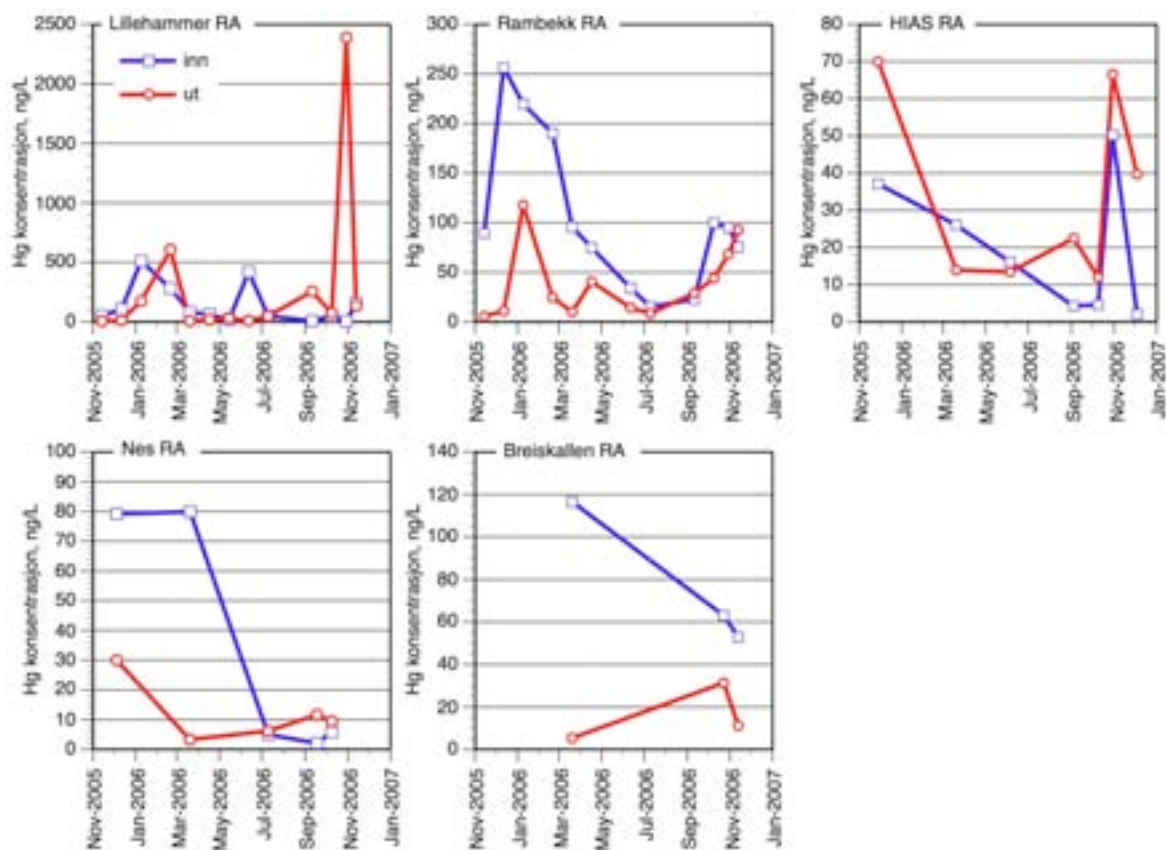 Lillehammer RA
Hg konsentrasjon, ng/L
2500
2000
1500
1000
500
0
inn
ut
Nov-2005
Jan-2006
Mar-2006
May-2006
Jul-2006
Sep-2006
Nov-2006
Jan-2007
Rambekk RA
Hg konsentrasjon, ng/L
300
250
200
150
100
50
0
Nov-2005
Jan-2006
Mar-2006
May-2006
Jul-2006
Sep-2006
Nov-2006
Jan-2007
HIAS RA
Hg konsentrasjon, ng/L
80
70
60
50
40
30
20
10
0
Nov-2005
Jan-2006
Mar-2006
May-2006
Jul-2006
Sep-2006
Nov-2006
Jan-2007
Nes RA
Hg konsentrasjon, ng/L
100
90
80
70
60
50
40
30
20
10
0
Nov-2005
Jan-2006
Mar-2006
May-2006
Jul-2006
Sep-2006
Nov-2006
Jan-2007
Breiskallen RA
Hg konsentrasjon, ng/L
140
120
100
80
60
40
20
0
Nov-2005
Jan-2006
Mar-2006
May-2006
Jul-2006
Sep-2006
Nov-2006
Jan-2007